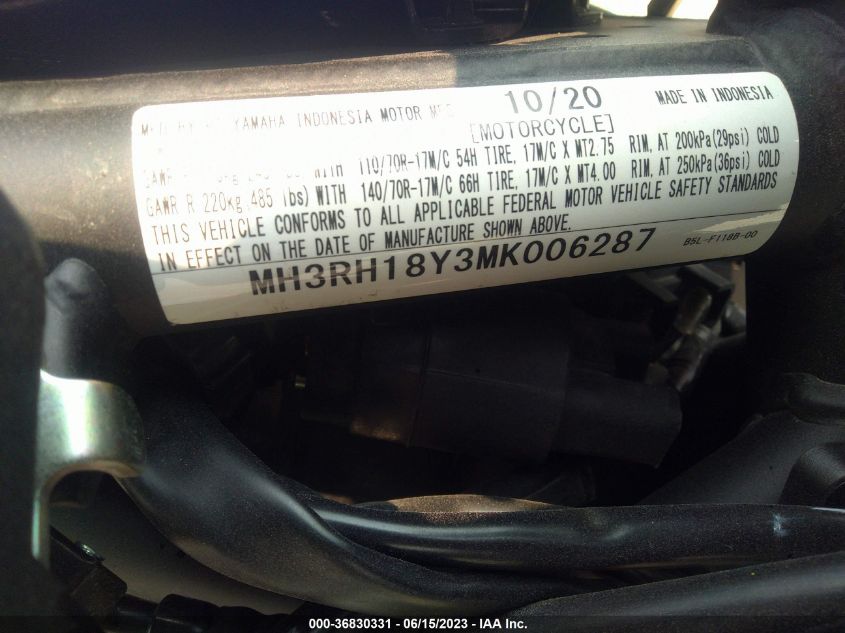 YAMAHA INDONESIA MOTOR 10/20 MADE IN INDONESIA
[MOTORCYCLE]
WITH 110/70R-17M/C 54H TIRE, 17M/C X MT2.75 RIM, AT 200kPa(29psi) COLD
GAWR R 220kg 485 lbs) WITH 140/70R-17M/C 66H TIRE, 17M/C X MT4.00 RIM, AT 250kPa(36psi) COLD
THIS VEHICLE CONFORMS TO ALL APPLICABLE FEDERAL MOTOR VEHICLE SAFETY STANDARDS
IN EFFECT ON THE DATE OF MANUFACTURE SHOWN ABOVE.
MH3RH18Y3MK006287 B5L-F118B-00
000-36830331 - 06/15/2023 - IAA Inc.